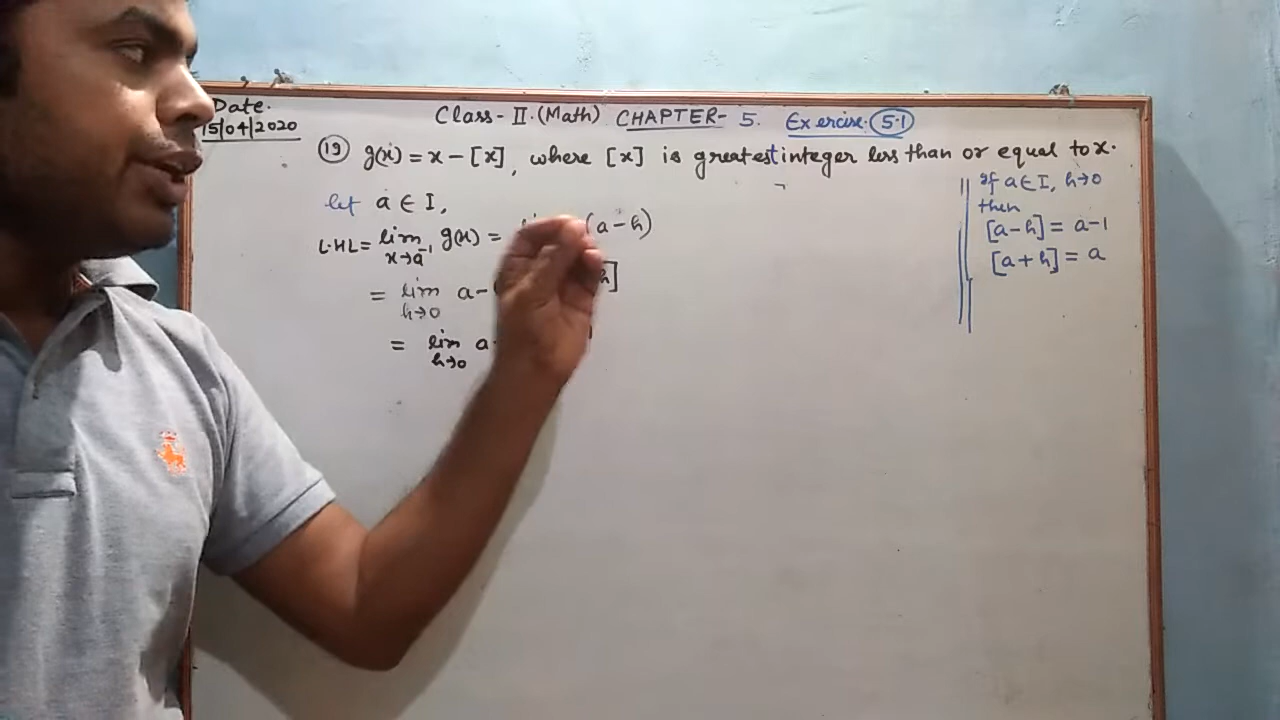 Date.
15/04/2020
Class-II.(Math) CHAPTER- 5. Exercise. 5.1
19 g(x) = x - [x], where [x] is greatest integer less than or equal to x.
let a ∈ I,
L.HL = lim x→a⁻ g(x) = (a-h)
= lim h→0 a- h]
= lim h→0 a
If a ∈ I, h→0
then
[a-h] = a-1
[a+h] = a